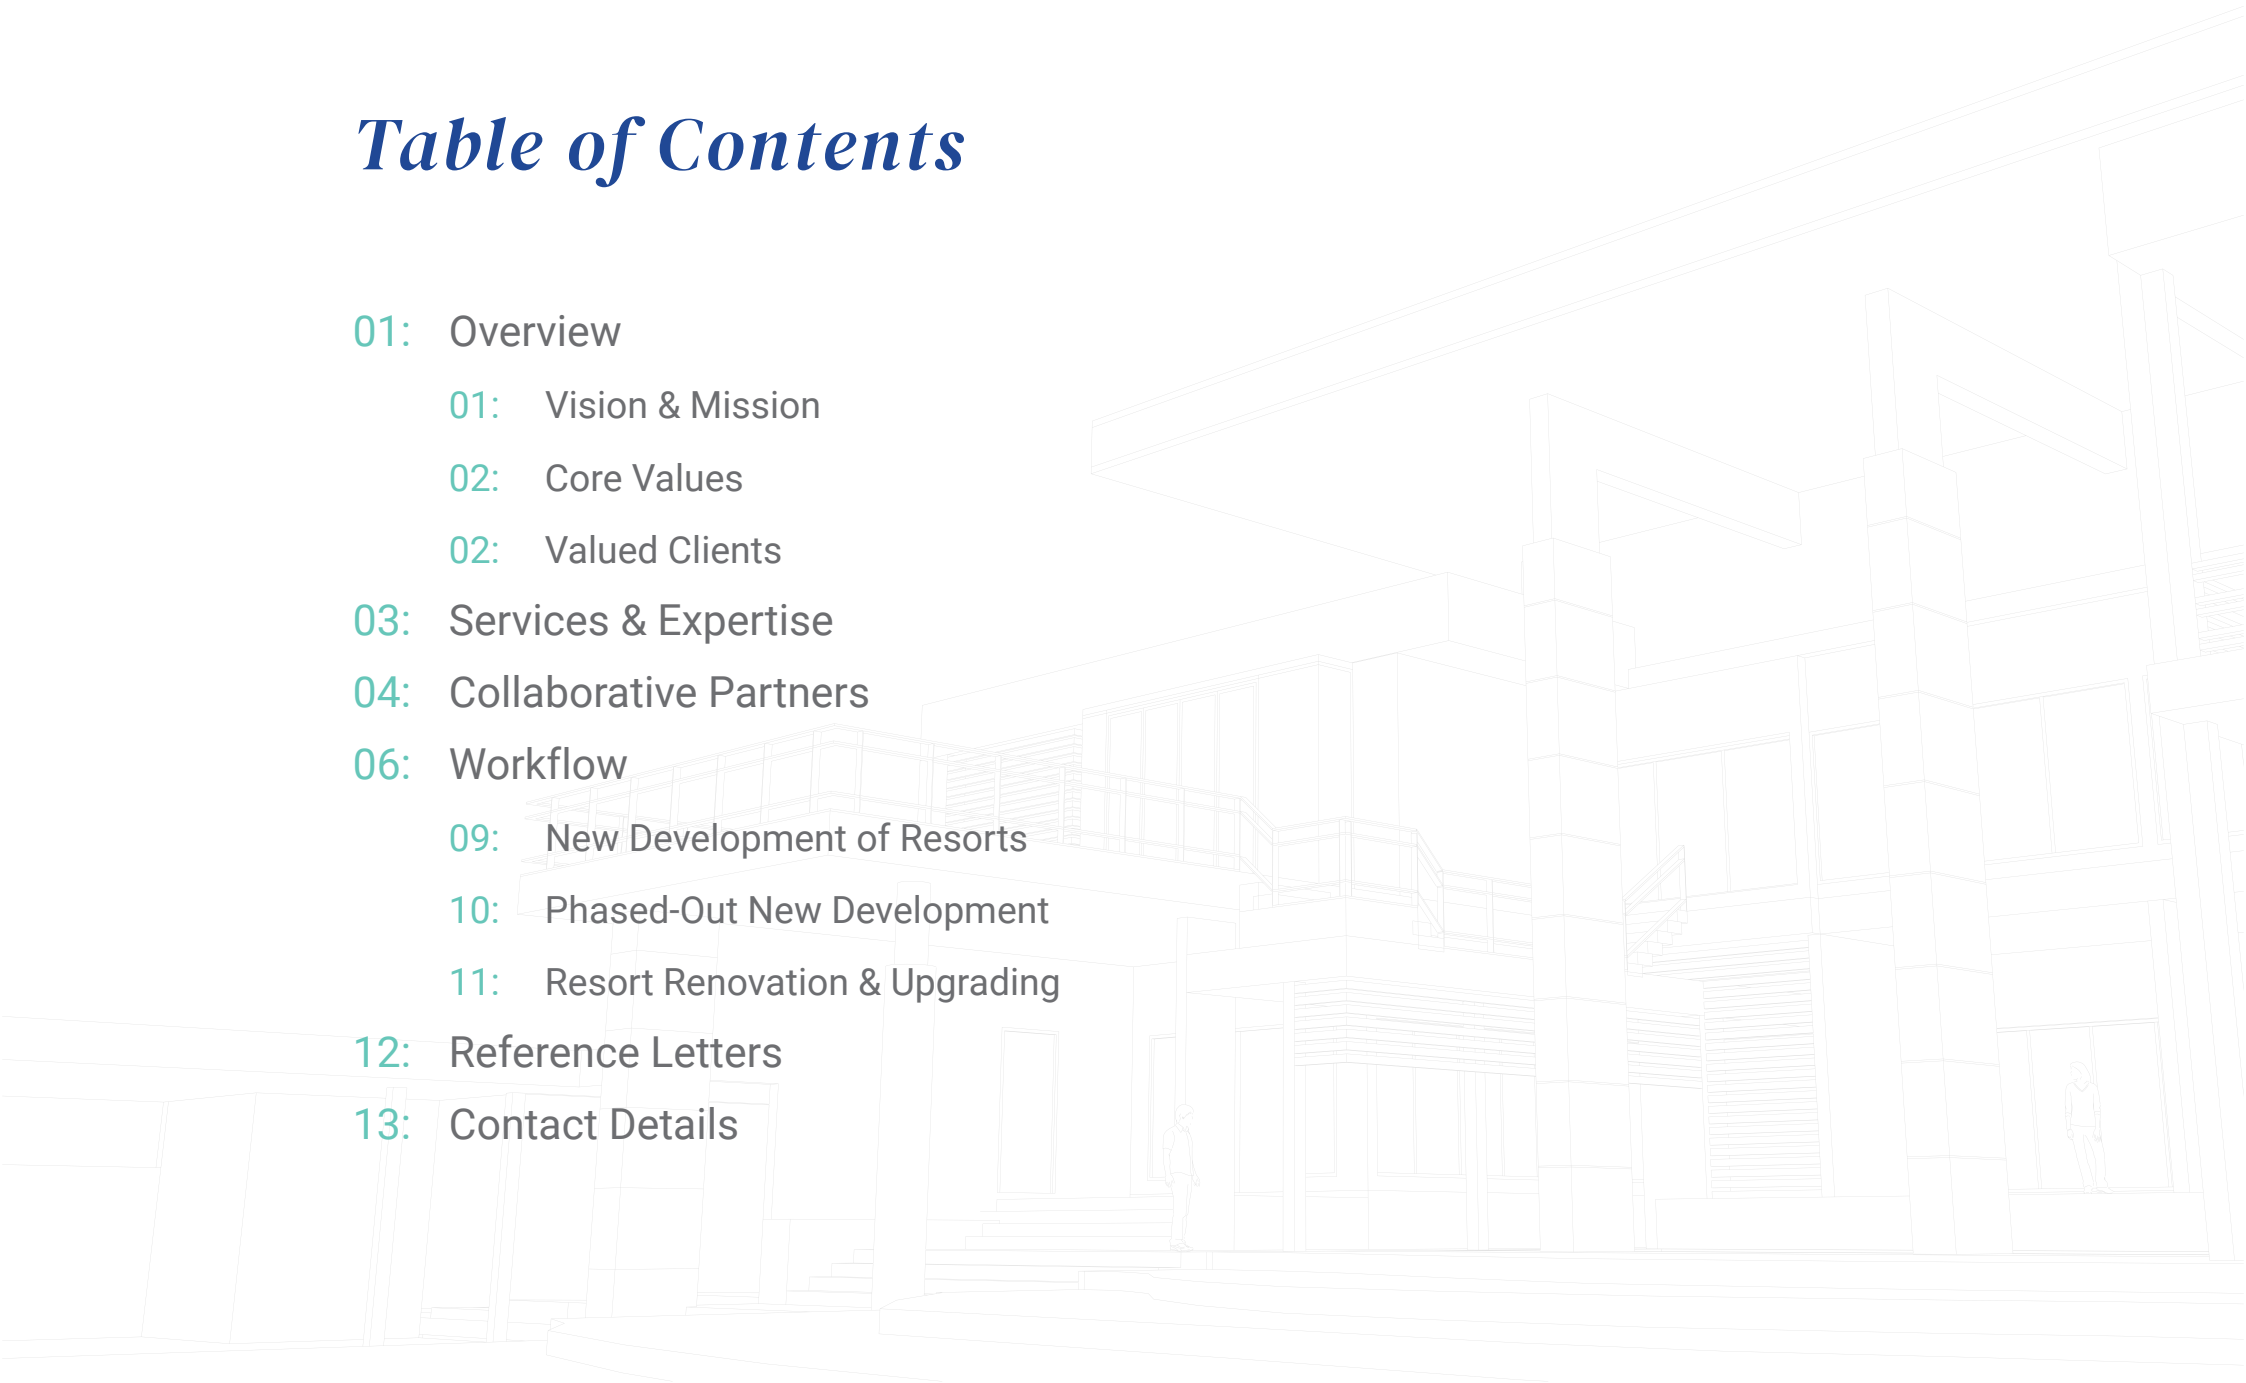 Table of Contents
01: Overview
01: Vision & Mission
02: Core Values
02: Valued Clients
03: Services & Expertise
04: Collaborative Partners
06: Workflow
09: New Development of Resorts
10: Phased-Out New Development
11: Resort Renovation & Upgrading
12: Reference Letters
13: Contact Details